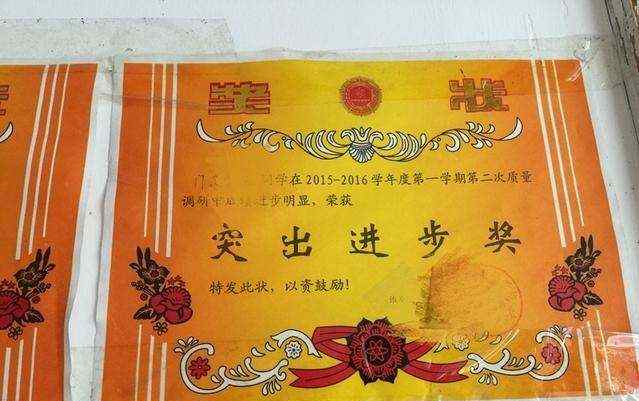 奖 状
门 同学在2015-2016学年度第一学期第二次质量
调研中成绩进步明显，荣获
突出进步奖
特发此状，以资鼓励！